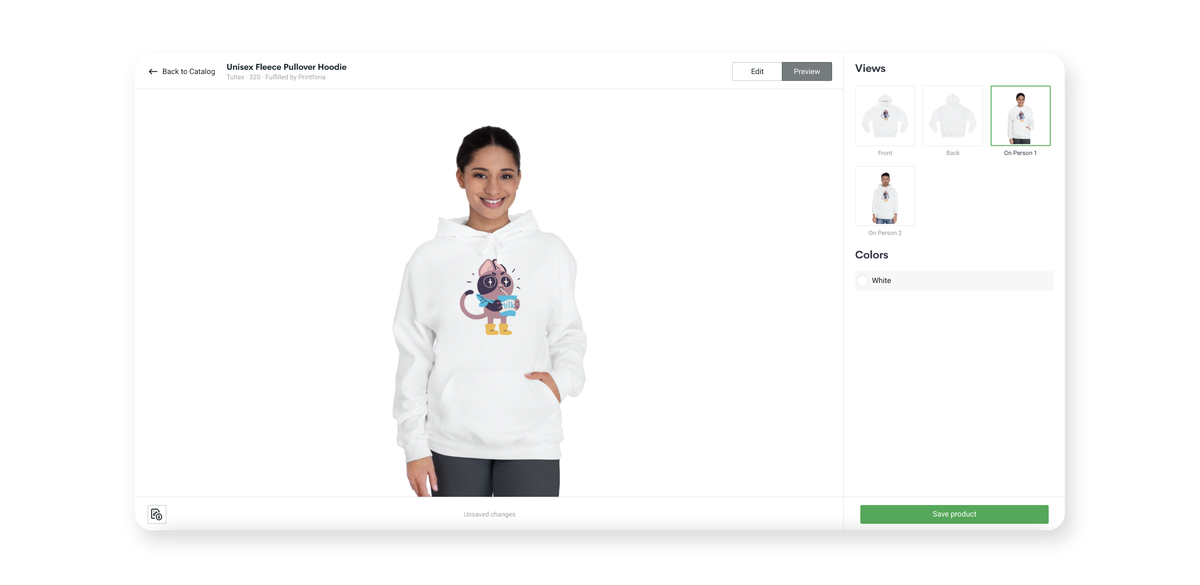 Back to Catalog
Unisex Fleece Pullover Hoodie
Tultex · 320 · Fulfilled by Printforia
Edit
Preview
Views
Front
Back
On Person 1
On Person 2
Colors
White
Unsaved changes
Save product